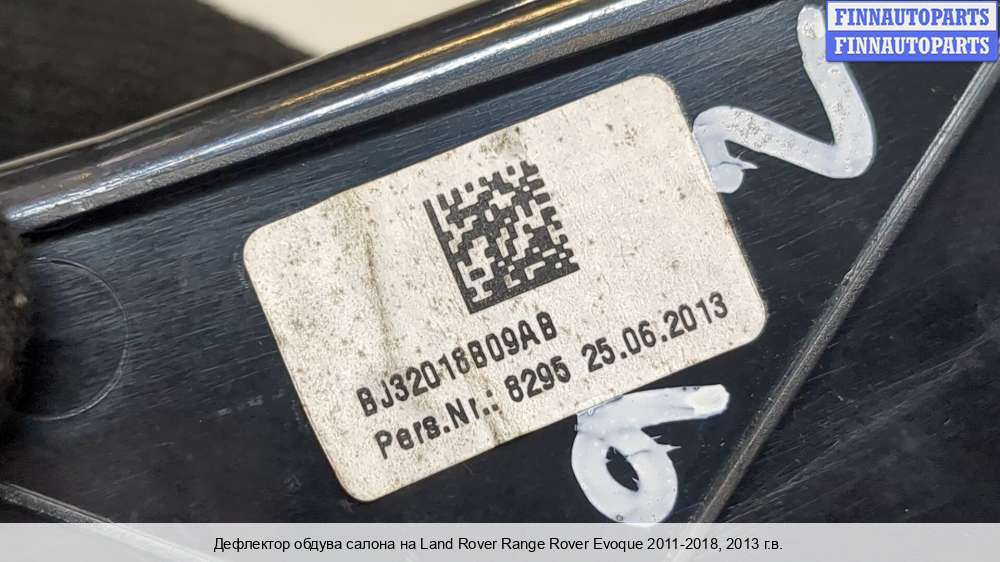 FINNAUTOPARTS
FINNAUTOPARTS
BJ32018B09AB
Pers.Nr.: 8295 25.06.2013
Дефлектор обдува салона на Land Rover Range Rover Evoque 2011-2018, 2013 г.в.